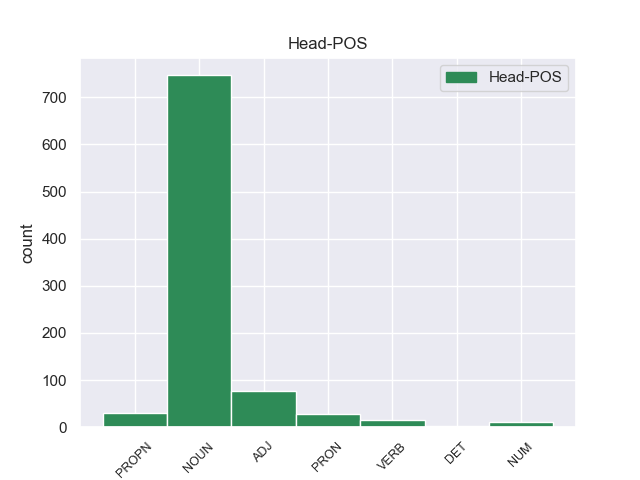 Head-POS
Head-POS
700
600
500
400
300
200
100
0
count
PROPN
NOUN
ADJ
PRON
VERB
DET
NUM